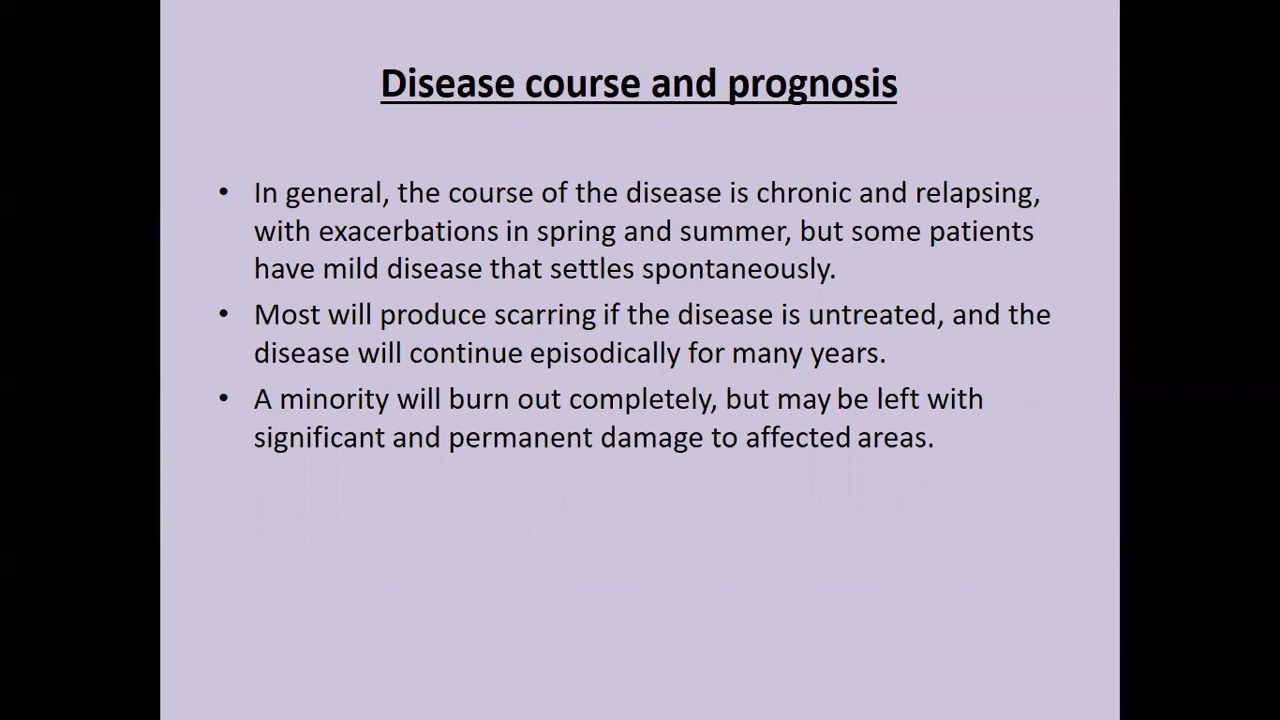 Disease course and prognosis
• In general, the course of the disease is chronic and relapsing,
with exacerbations in spring and summer, but some patients
have mild disease that settles spontaneously.
• Most will produce scarring if the disease is untreated, and the
disease will continue episodically for many years.
• A minority will burn out completely, but may be left with
significant and permanent damage to affected areas.